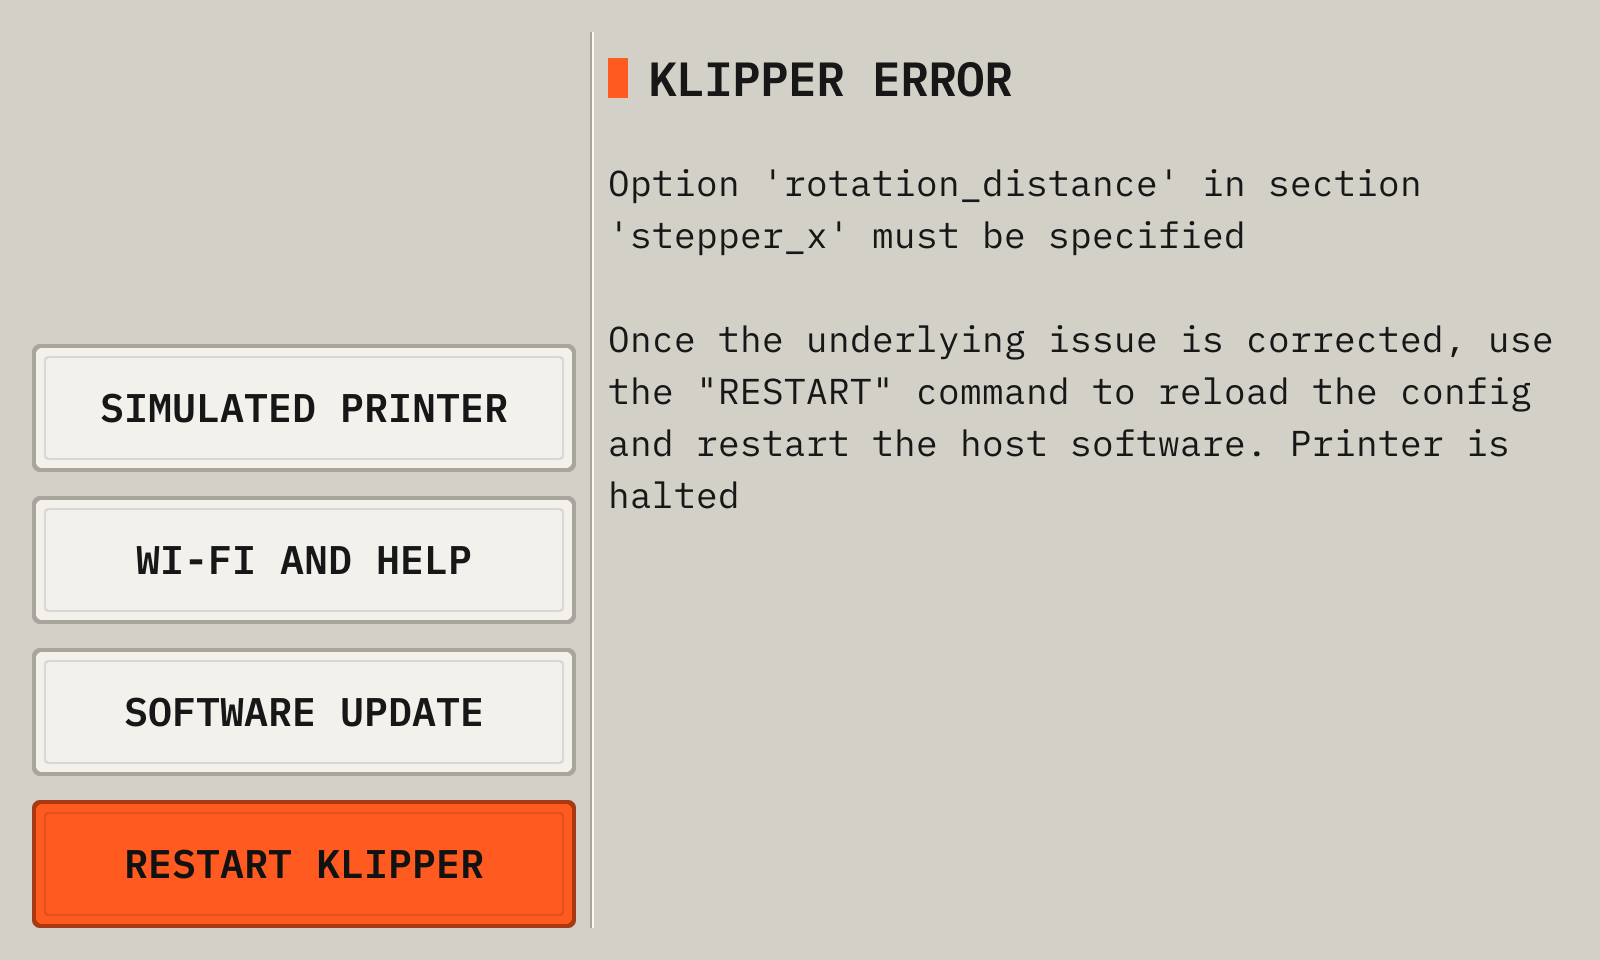 KLIPPER ERROR
Option 'rotation_distance' in section
'stepper_x' must be specified
Once the underlying issue is corrected, use
the "RESTART" command to reload the config
and restart the host software. Printer is
halted
SIMULATED PRINTER
WI-FI AND HELP
SOFTWARE UPDATE
RESTART KLIPPER